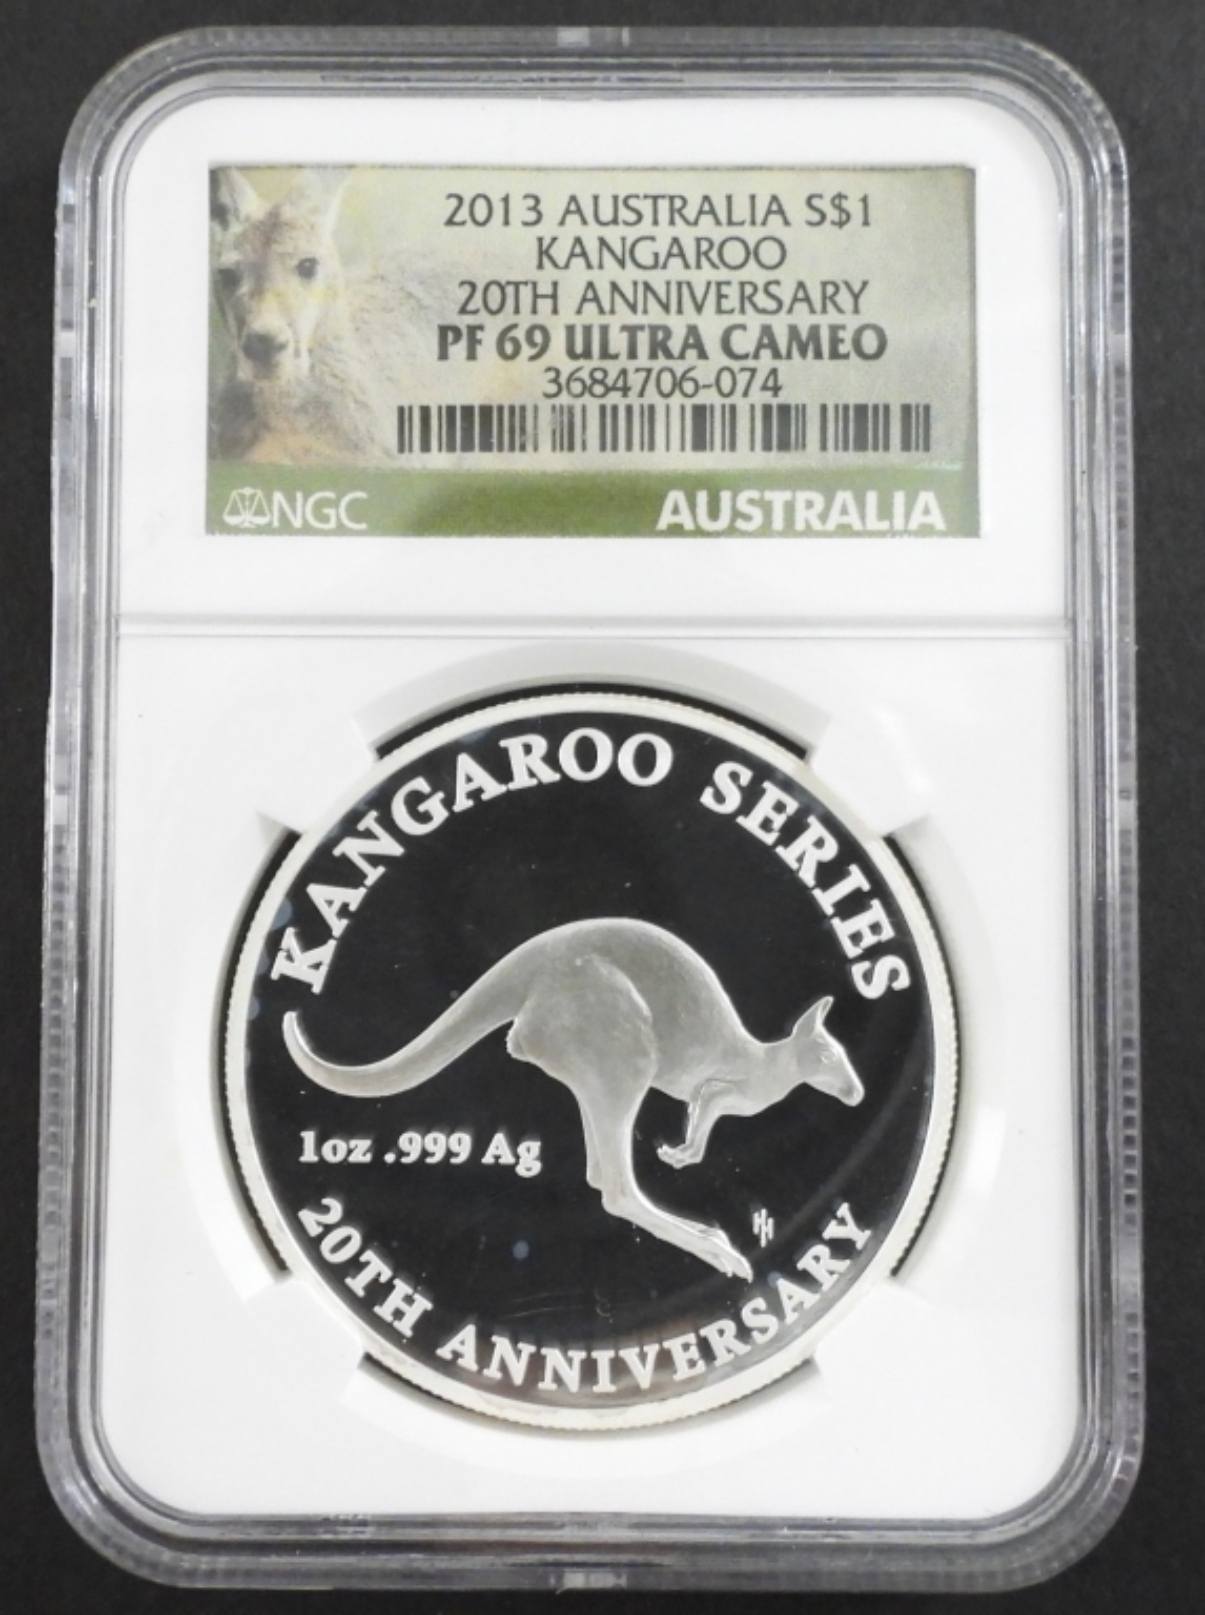 2013 AUSTRALIA S$1
KANGAROO
20TH ANNIVERSARY
PF 69 ULTRA CAMEO
3684706-074
NGC
AUSTRALIA
KANGAROO SERIES
1oz .999 Ag
20TH ANNIVERSARY